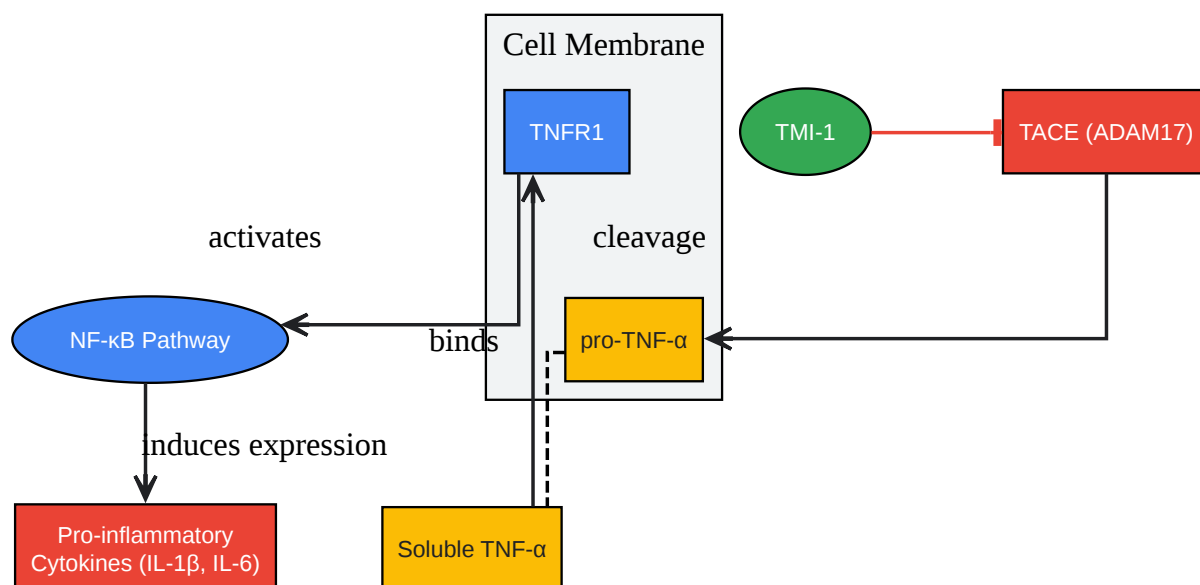 Cell Membrane
TNFR1
TMI-1
TACE (ADAM17)
activates
cleavage
NF-κB Pathway
binds
pro-TNF-α
induces expression
Pro-inflammatory
Cytokines (IL-1β, IL-6)
Soluble TNF-α